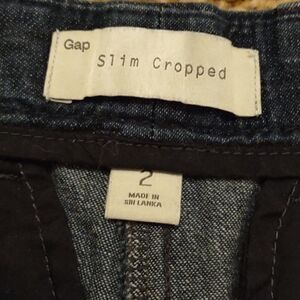 Gap
Slim Cropped
2
MADE IN
SRI LANKA